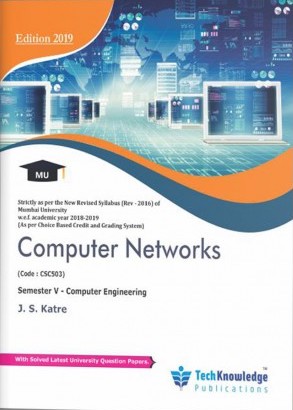 Edition 2019
MU
Strictly as per the New Revised Syllabus (Rev - 2016) of
Mumbai University
w.e.f. academic year 2018-2019
(As per Choice Based Credit and Grading System)
Computer Networks
(Code : CSC503)
Semester V - Computer Engineering
J. S. Katre
With Solved Latest University Question Papers.
TechKnowledge™
Publications